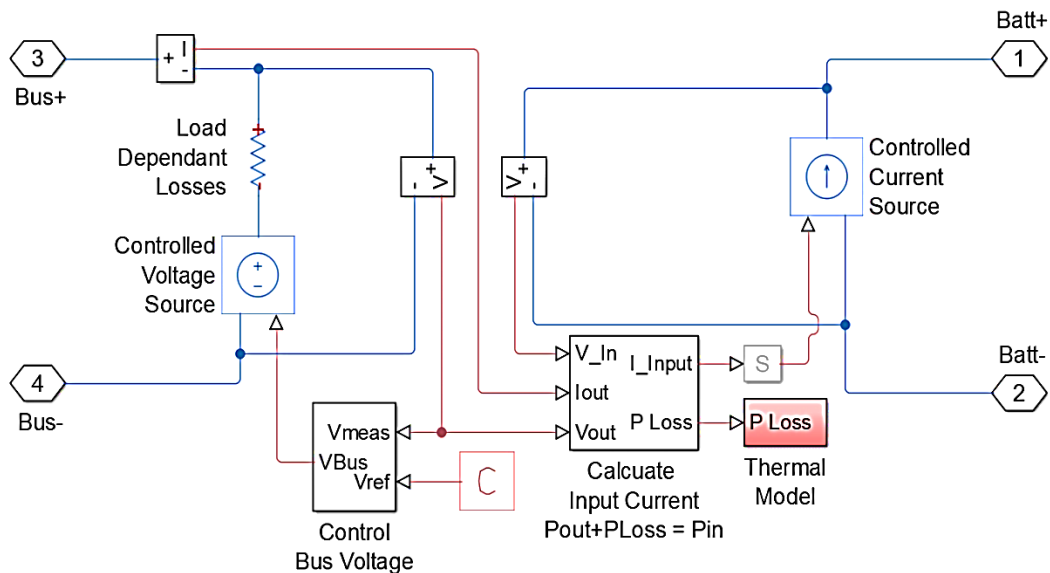 Batt+
3
I
+
-
1
Bus+
Load
Dependant
Losses
-
+
V
V
+
-
Controlled
Current
Source
Controlled
Voltage
Source
+
-
V_In
I_Input
S
Batt-
4
Iout
2
Bus-
Vmeas
Vout
P Loss
P Loss
VBus
Vref
C
Calcuate
Input Current
Pout+PLoss = Pin
Thermal
Model
Control
Bus Voltage